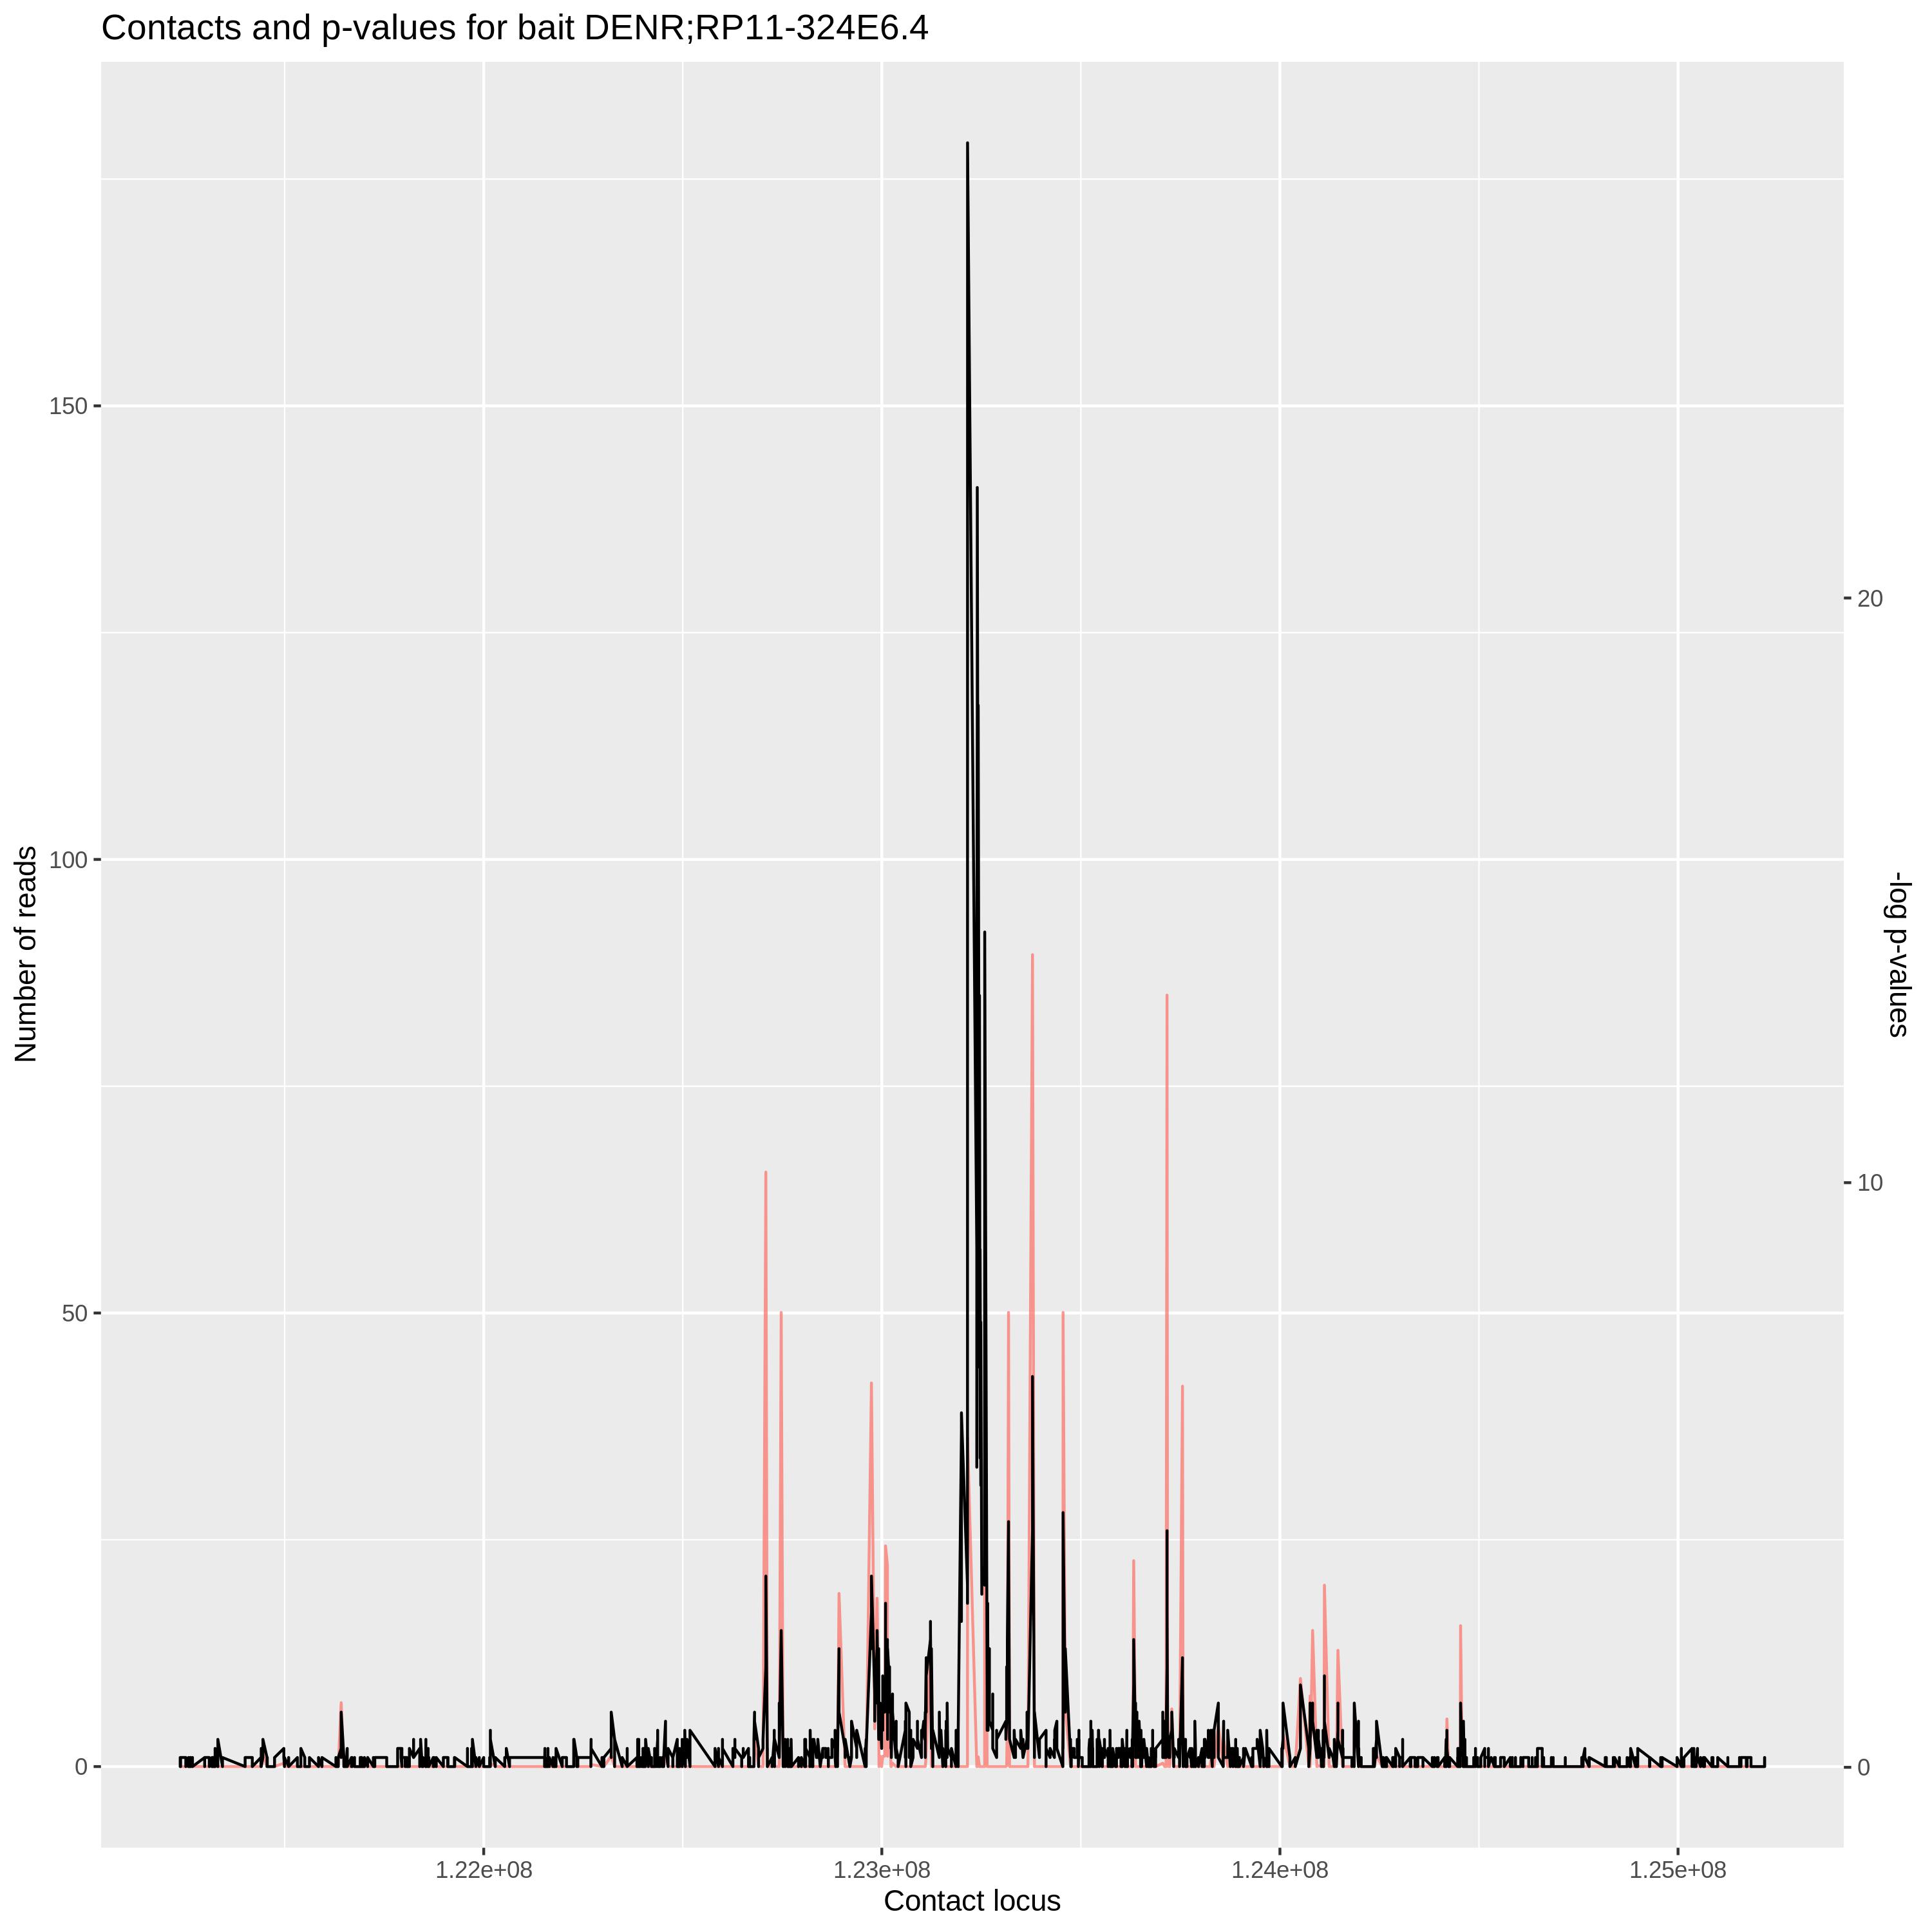 Contacts and p-values for bait DENR;RP11-324E6.4
Number of reads
150
100
50
0
20
10
0
-log p-values
1.22e+08
1.23e+08
1.24e+08
1.25e+08
Contact locus